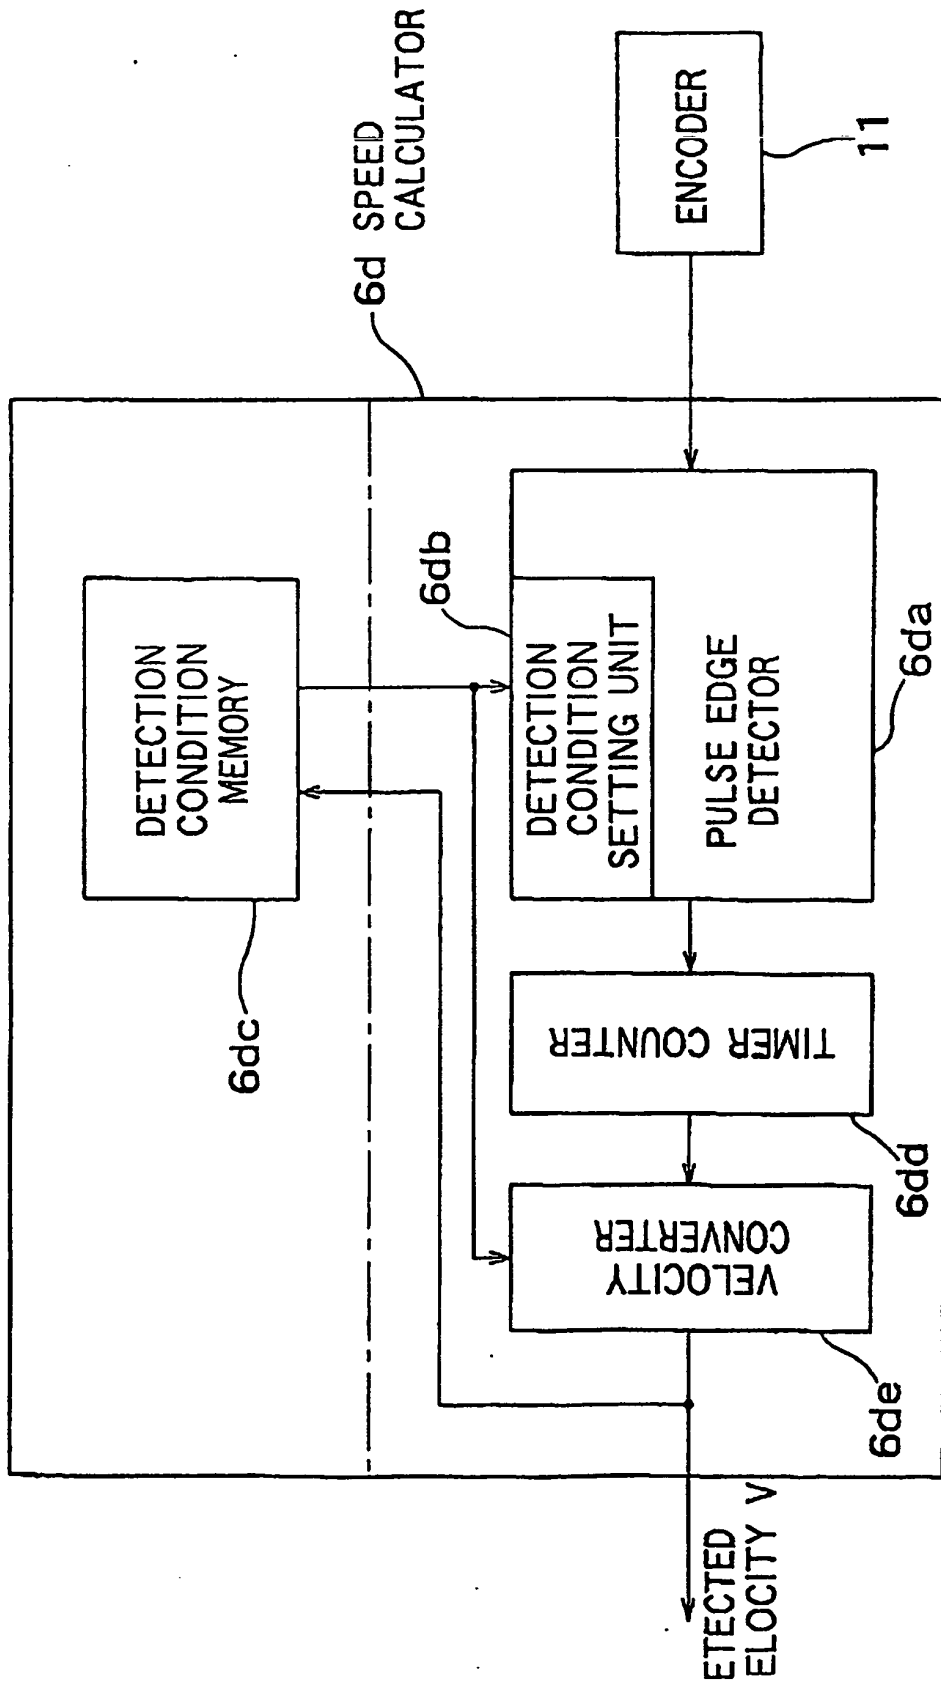 6d SPEED
CALCULATOR
DETECTION
CONDITION
MEMORY
6dc
6db
DETECTION
CONDITION
SETTING UNIT
PULSE EDGE
DETECTOR
6da
ENCODER
11
TIMER COUNTER
6dd
VELOCITY
CONVERTER
6de
ETECTED
ELOCITY V